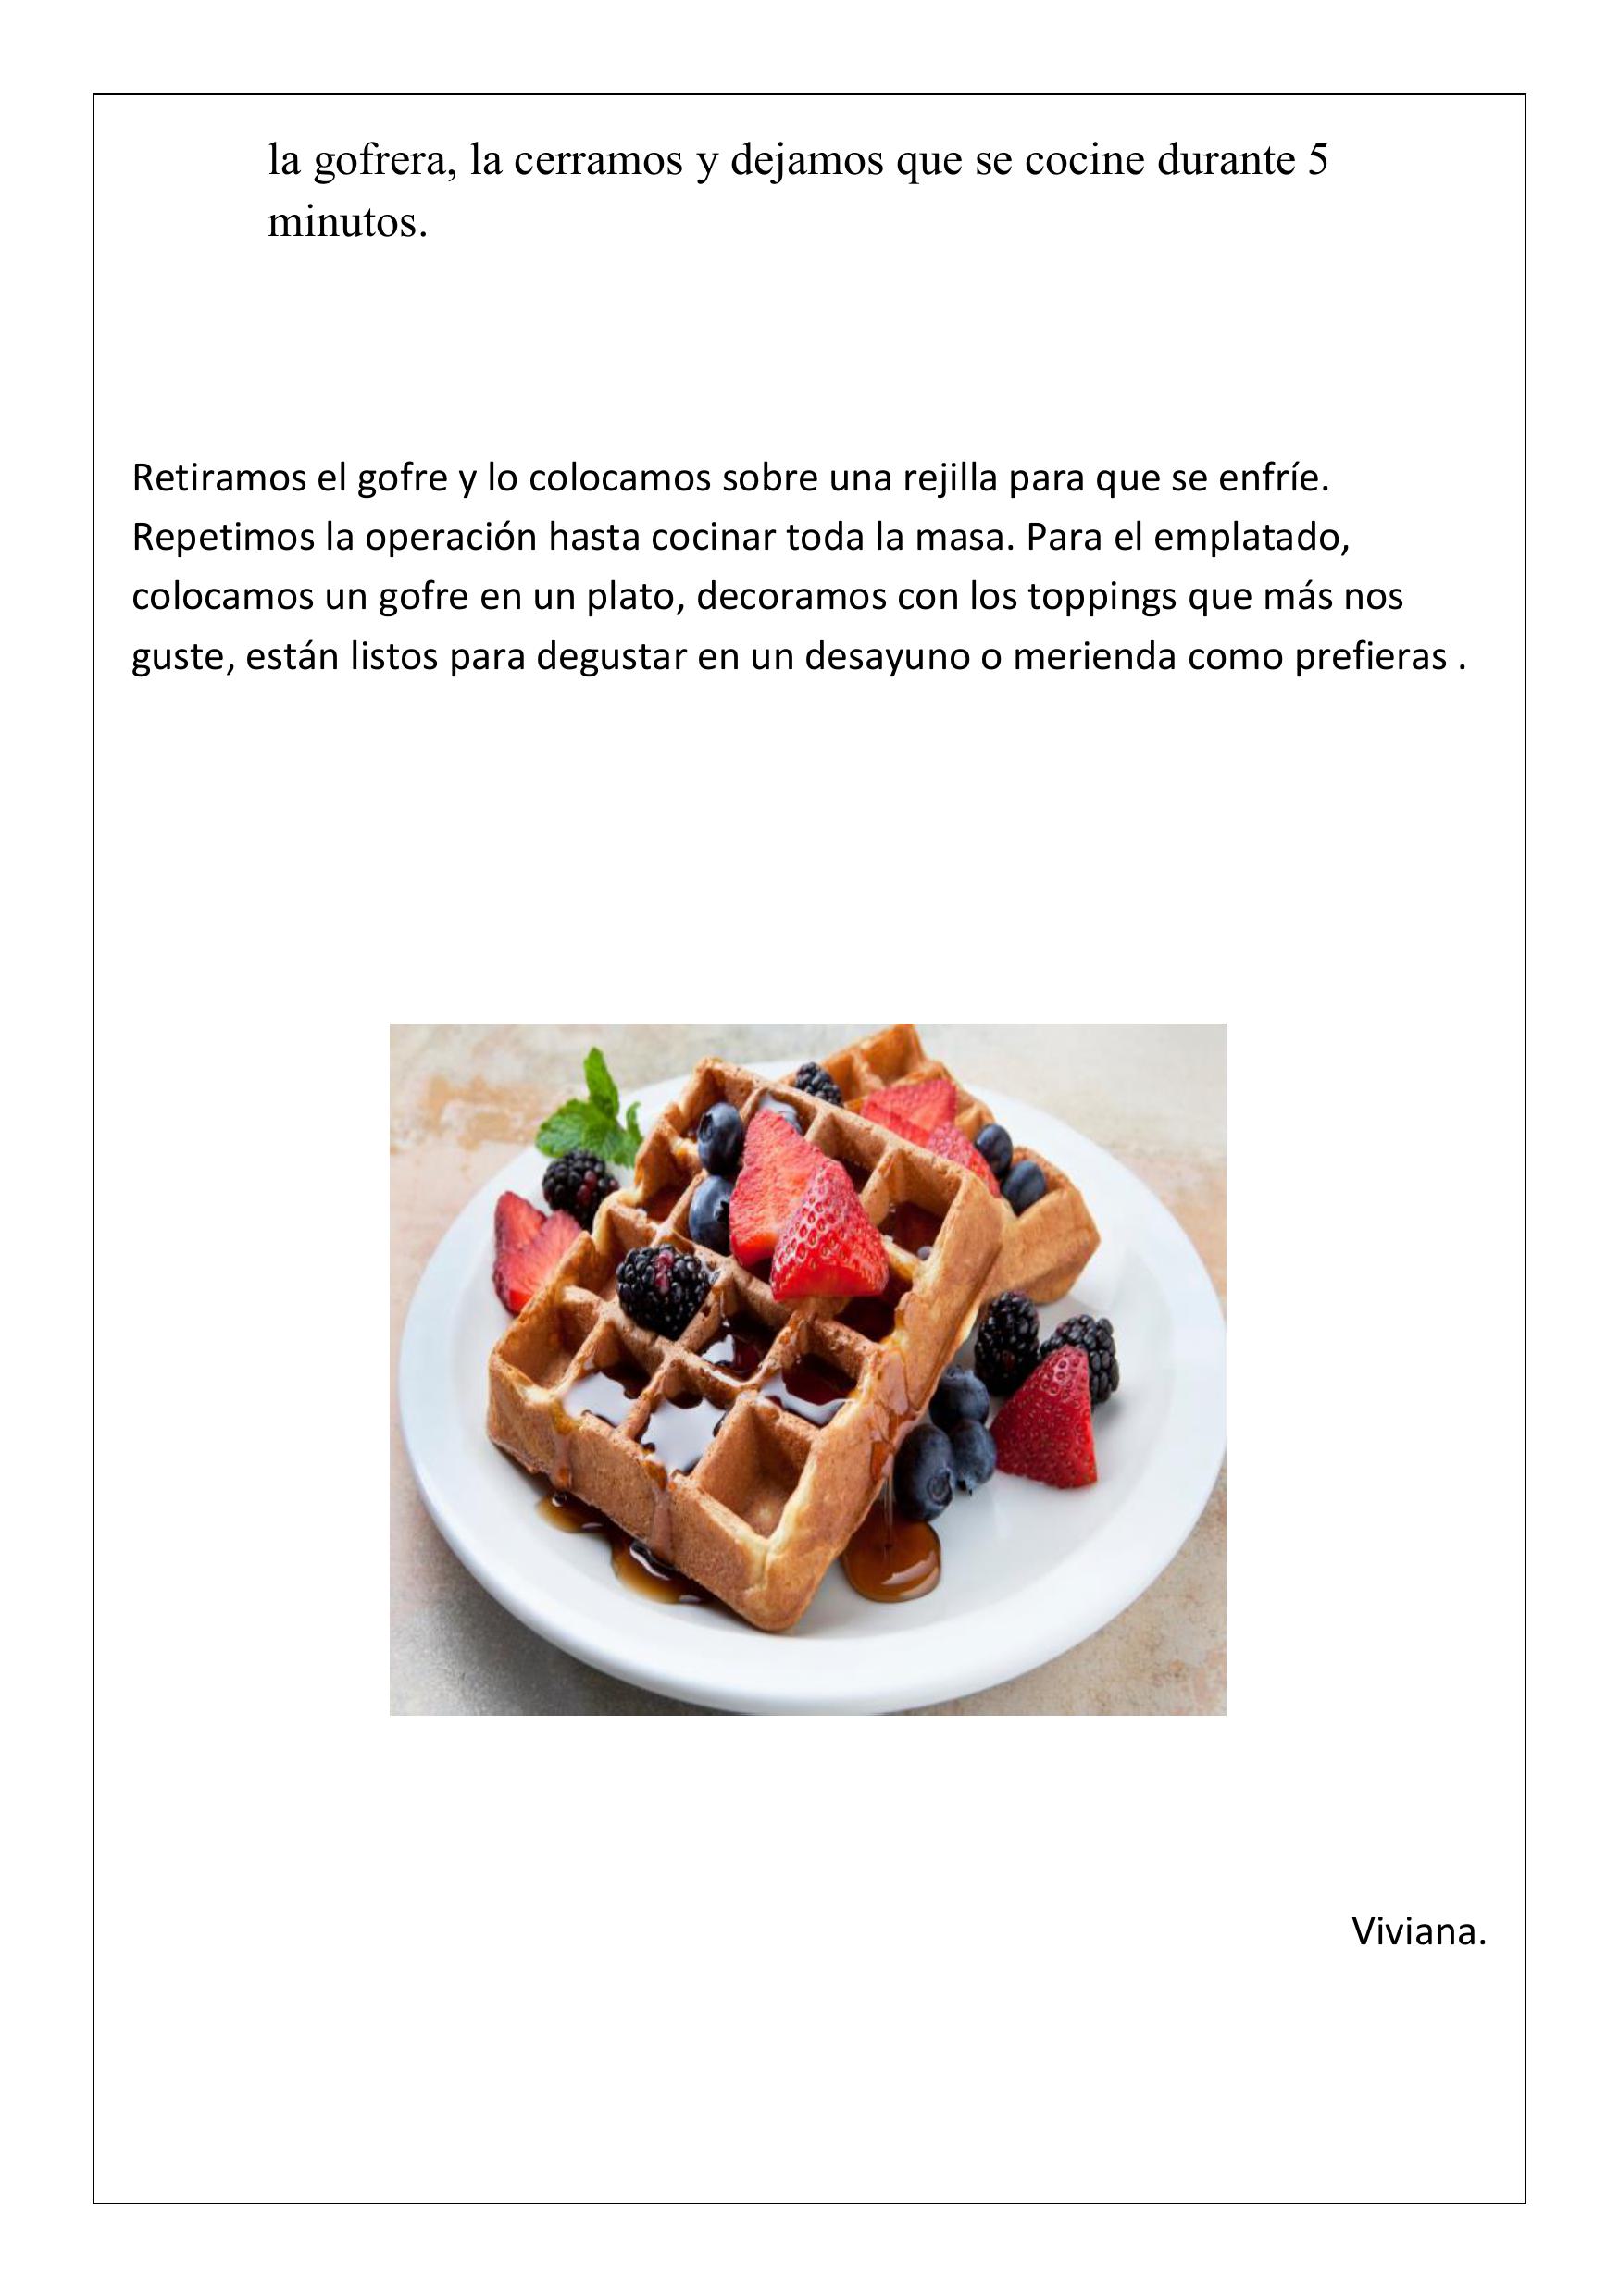 la gofrera, la cerramos y dejamos que se cocine durante 5
minutos.
Retiramos el gofre y lo colocamos sobre una rejilla para que se enfríe.
Repetimos la operación hasta cocinar toda la masa. Para el emplatado,
colocamos un gofre en un plato, decoramos con los toppings que más nos
guste, están listos para degustar en un desayuno o merienda como prefieras .
Viviana.